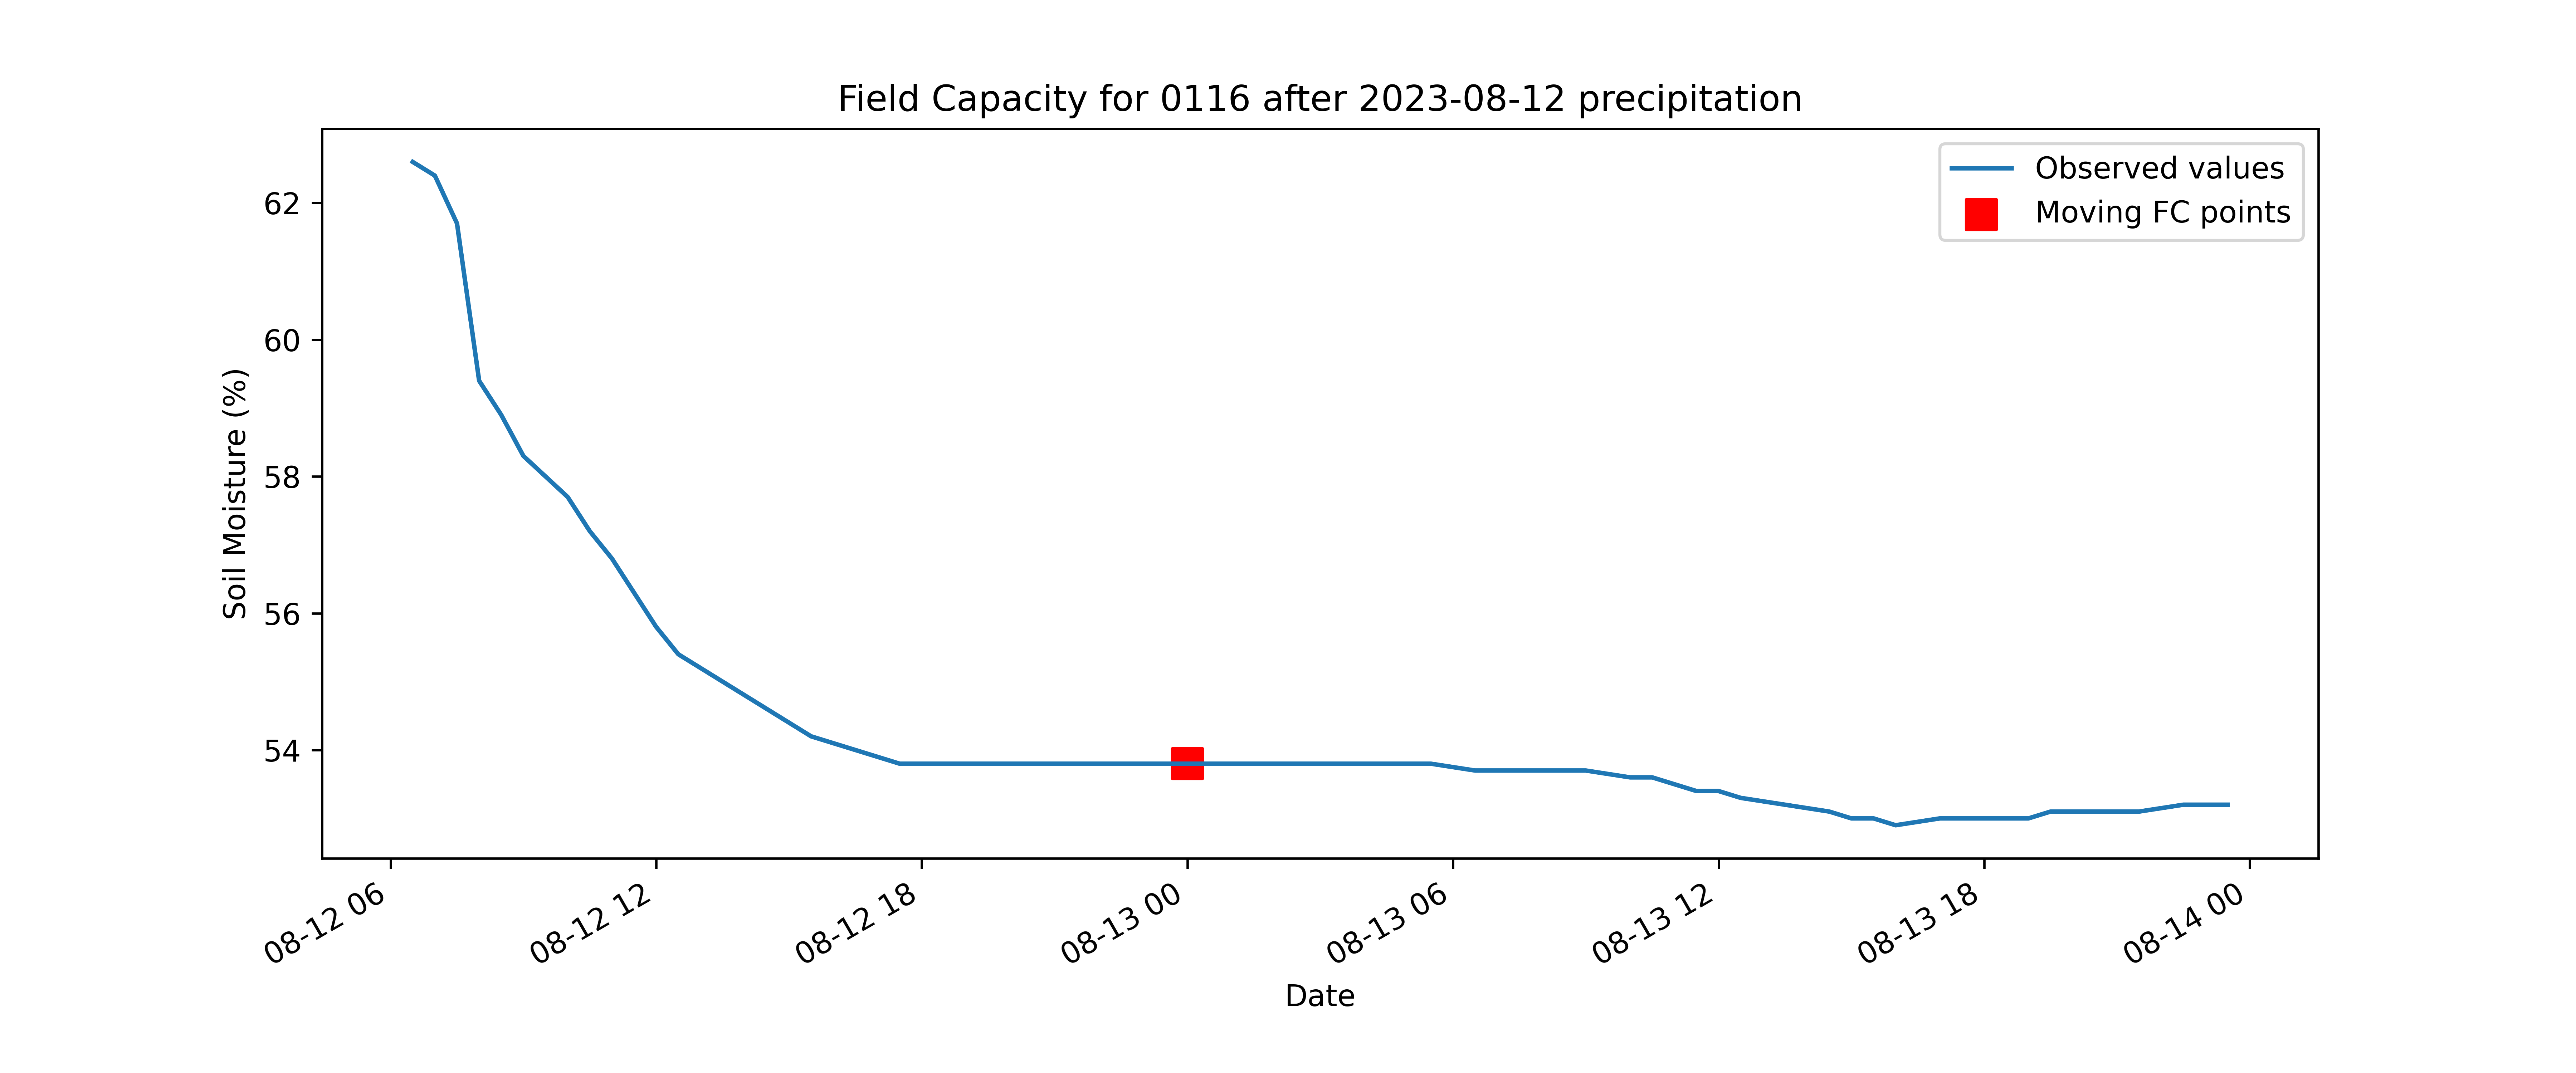 Field Capacity for 0116 after 2023-08-12 precipitation
Observed values
Moving FC points
Soil Moisture (%)
62
60
58
56
54
08-12 06
08-12 12
08-12 18
08-13 00
08-13 06
08-13 12
08-13 18
08-14 00
Date